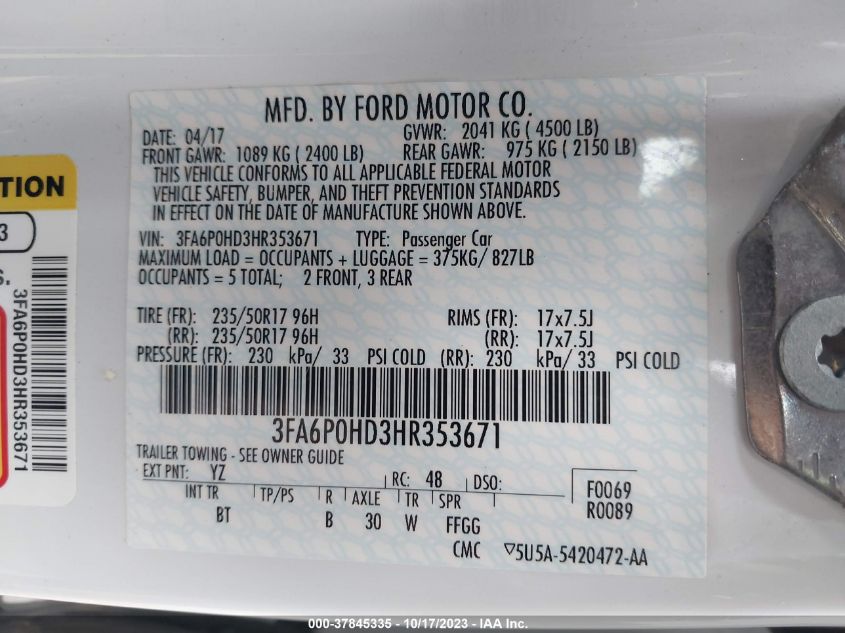 MFD. BY FORD MOTOR CO.
DATE: 04/17 GVWR: 2041 KG ( 4500 LB)
FRONT GAWR: 1089 KG ( 2400 LB) REAR GAWR: 975 KG ( 2150 LB)
THIS VEHICLE CONFORMS TO ALL APPLICABLE FEDERAL MOTOR
VEHICLE SAFETY, BUMPER, AND THEFT PREVENTION STANDARDS
IN EFFECT ON THE DATE OF MANUFACTURE SHOWN ABOVE.
VIN: 3FA6P0HD3HR353671 TYPE: Passenger Car
MAXIMUM LOAD = OCCUPANTS + LUGGAGE = 375KG/ 827LB
OCCUPANTS = 5 TOTAL; 2 FRONT, 3 REAR
TIRE (FR): 235/50R17 96H RIMS (FR): 17x7.5J
(RR): 235/50R17 96H (RR): 17x7.5J
PRESSURE (FR): 230 kPa/ 33 PSI COLD (RR): 230 kPa/ 33 PSI COLD
3FA6P0HD3HR353671
TRAILER TOWING - SEE OWNER GUIDE
EXT PNT: YZ RC: 48 DSO:
F0069
R0089
INT TR TP/PS R AXLE TR SPR
BT B 30 W FFGG
CMC ▽5U5A-5420472-AA
TION
3
S.
3FA6P0HD3HR353671
000-37845335 - 10/17/2023 - IAA Inc.